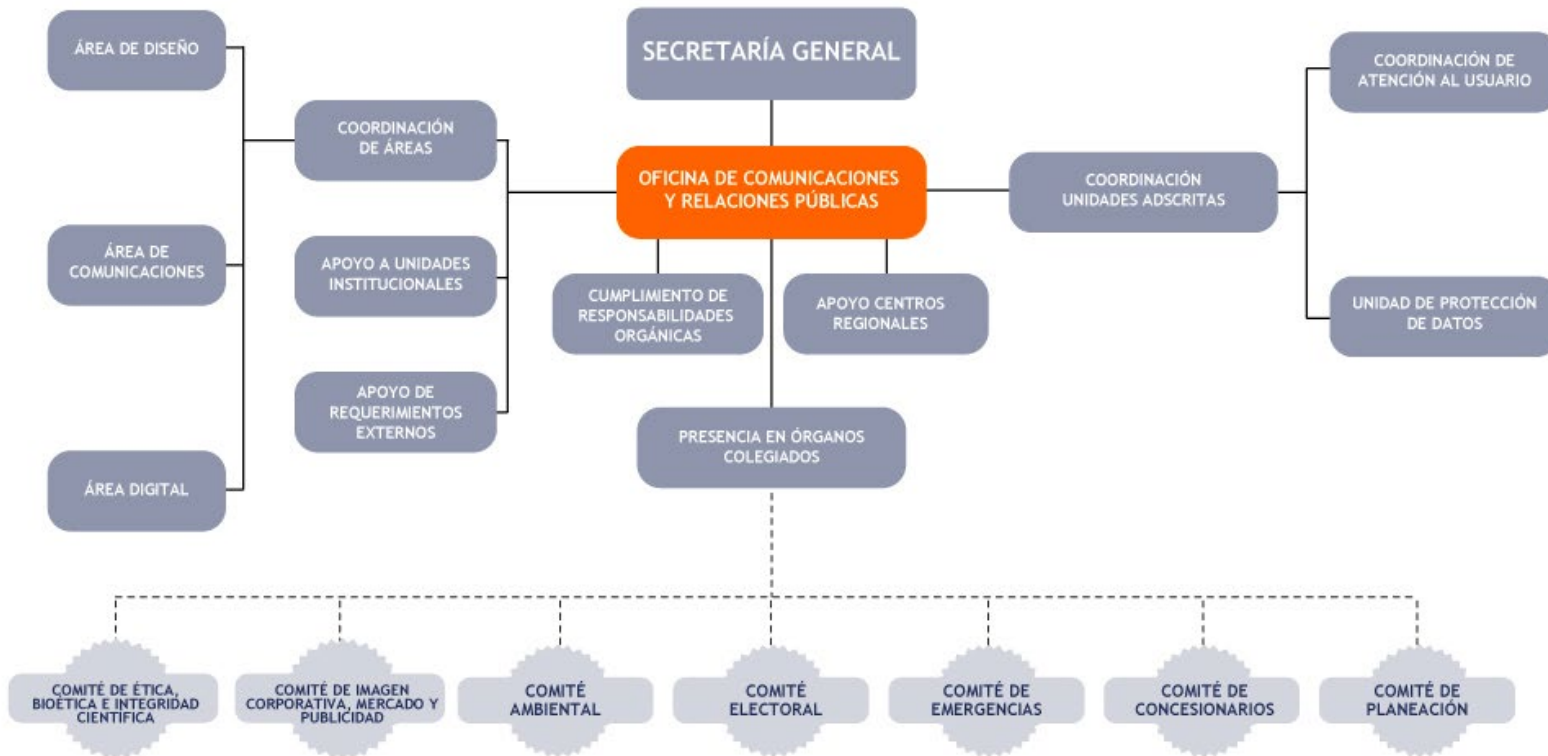 ÁREA DE DISEÑO
SECRETARÍA GENERAL
COORDINACIÓN DE
ATENCIÓN AL USUARIO
COORDINACIÓN
DE ÁREAS
OFICINA DE COMUNICACIONES
Y RELACIONES PÚBLICAS
COORDINACIÓN
UNIDADES ADSCRITAS
ÁREA DE
COMUNICACIONES
APOYO A UNIDADES
INSTITUCIONALES
CUMPLIMIENTO DE
RESPONSABILIDADES
ORGÁNICAS
APOYO CENTROS
REGIONALES
UNIDAD DE PROTECCIÓN
DE DATOS
APOYO DE
REQUERIMIENTOS
EXTERNOS
PRESENCIA EN ÓRGANOS
COLEGIADOS
ÁREA DIGITAL
COMITÉ DE ÉTICA,
BIOÉTICA E INTEGRIDAD
CIENTÍFICA
COMITÉ DE IMAGEN
CORPORATIVA, MERCADO Y
PUBLICIDAD
COMITÉ
AMBIENTAL
COMITÉ
ELECTORAL
COMITÉ DE
EMERGENCIAS
COMITÉ DE
CONCESIONARIOS
COMITÉ DE
PLANEACIÓN